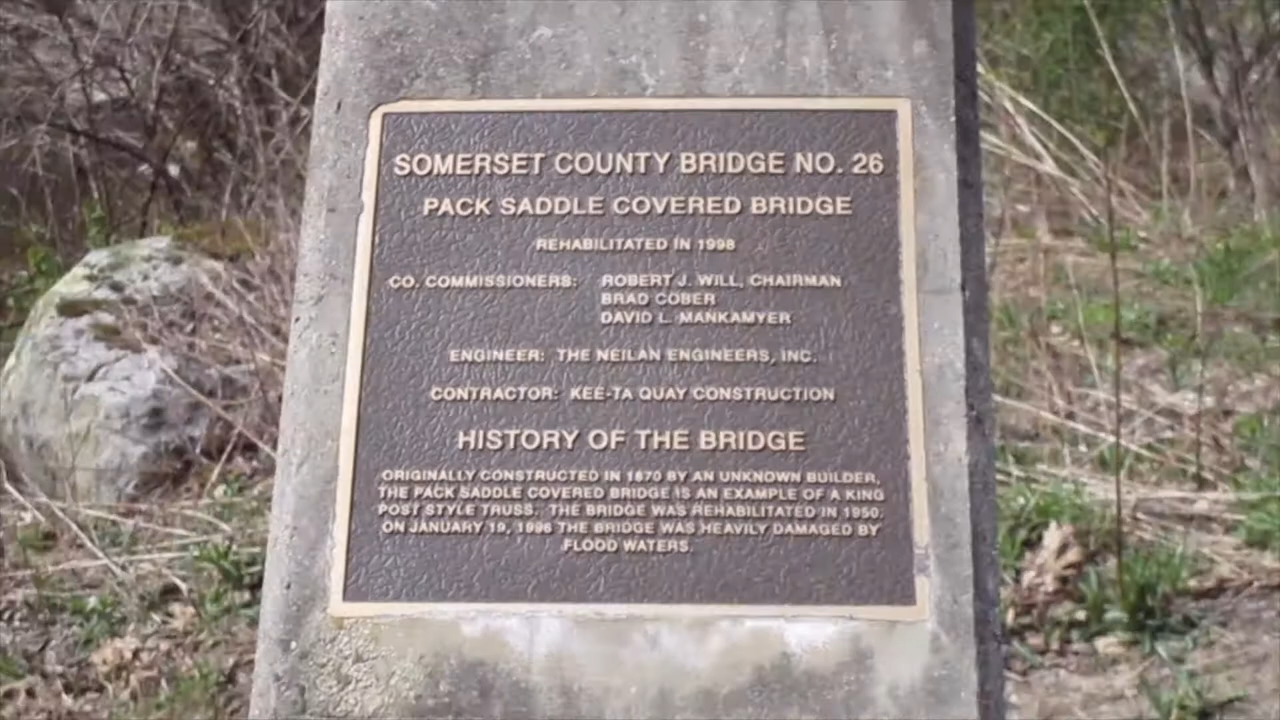 SOMERSET COUNTY BRIDGE NO. 26
PACK SADDLE COVERED BRIDGE
REHABILITATED IN 1998
CO. COMMISSIONERS: ROBERT J. WILL, CHAIRMAN
BRAD COBER
DAVID L. MANKAMYER
ENGINEER: THE NEILAN ENGINEERS, INC.
CONTRACTOR: KEE-TA QUAY CONSTRUCTION
HISTORY OF THE BRIDGE
ORIGINALLY CONSTRUCTED IN 1870 BY AN UNKNOWN BUILDER,
THE PACK SADDLE COVERED BRIDGE IS AN EXAMPLE OF A KING
POST STYLE TRUSS. THE BRIDGE WAS REHABILITATED IN 1950.
ON JANUARY 19, 1996 THE BRIDGE WAS HEAVILY DAMAGED BY
FLOOD WATERS.